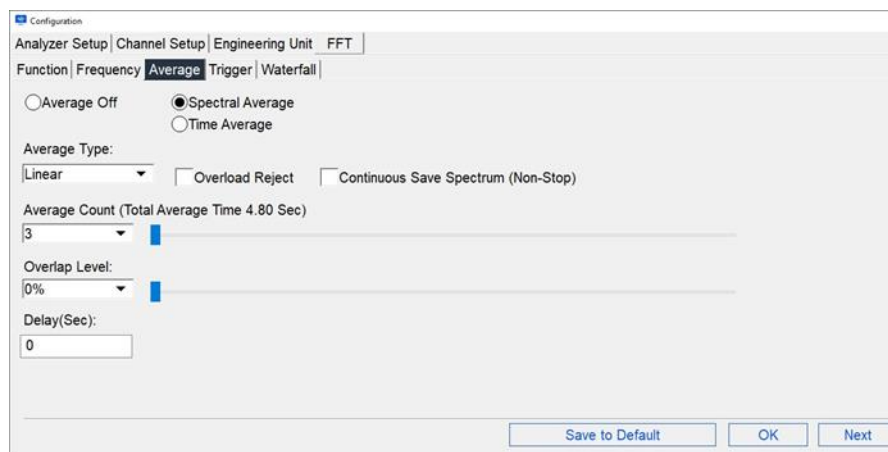 Configuration
Analyzer Setup Channel Setup Engineering Unit FFT
Function Frequency Average Trigger Waterfall
Average Off Spectral Average
Time Average
Average Type:
Linear Overload Reject Continuous Save Spectrum (Non-Stop)
Average Count (Total Average Time 4.80 Sec)
3
Overlap Level:
0%
Delay(Sec):
0
Save to Default OK Next